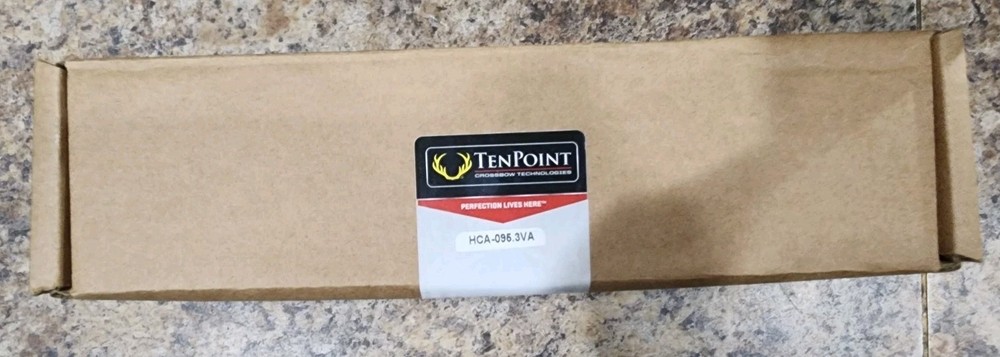 TENPOINT
CROSSBOW TECHNOLOGIES
PERFECTION LIVES HERE™
HCA-095.3VA